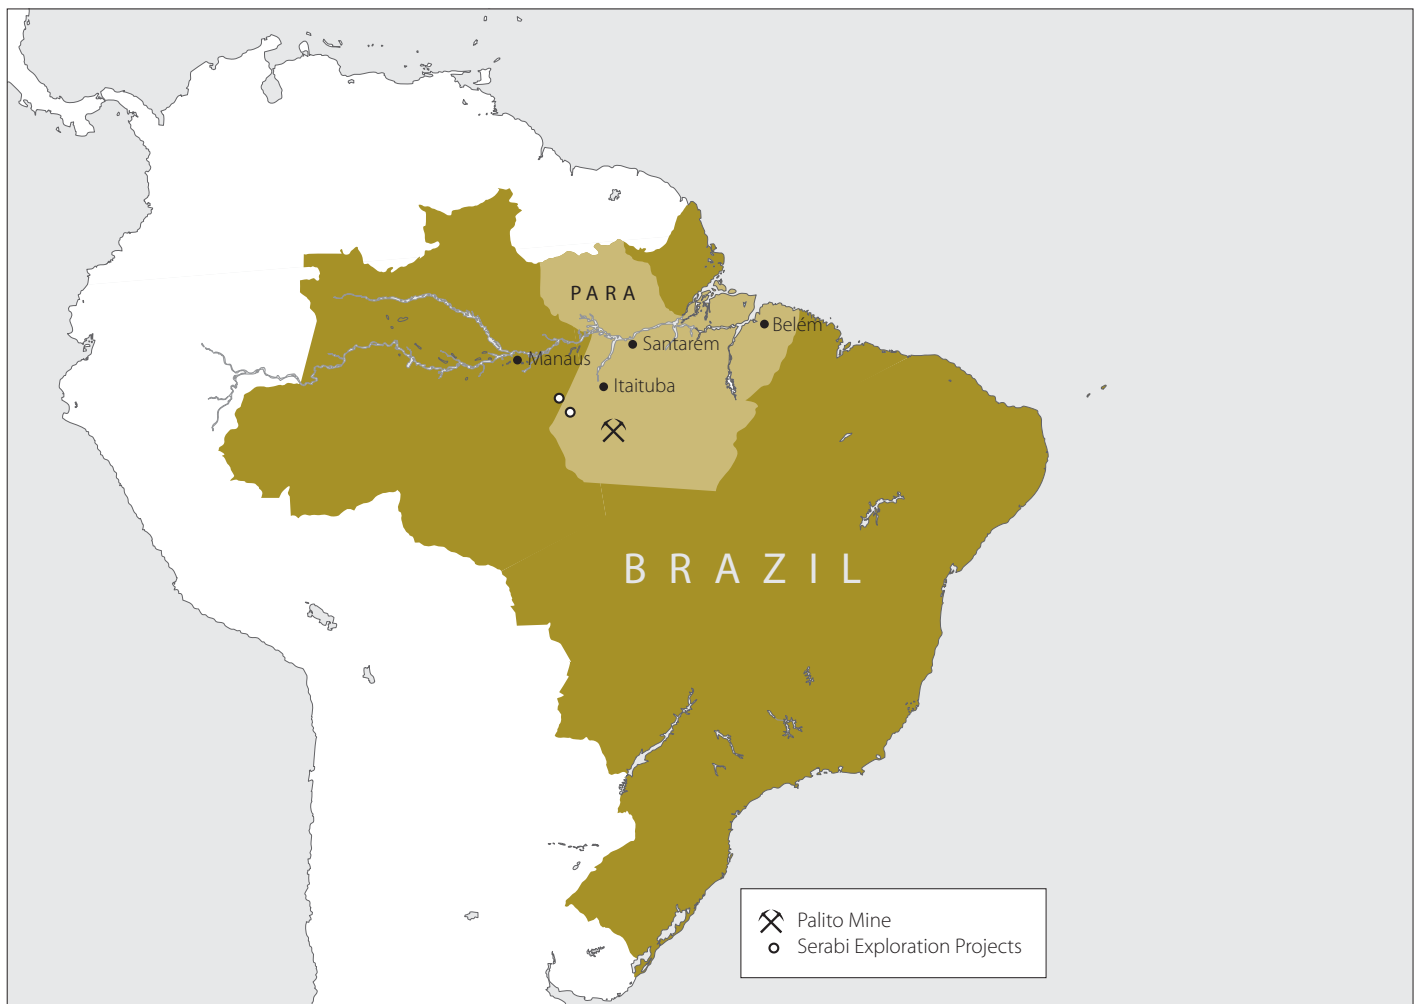 PARA
Belém
Santarém
Manaus
Itaituba
BRAZIL
Palito Mine
Serabi Exploration Projects